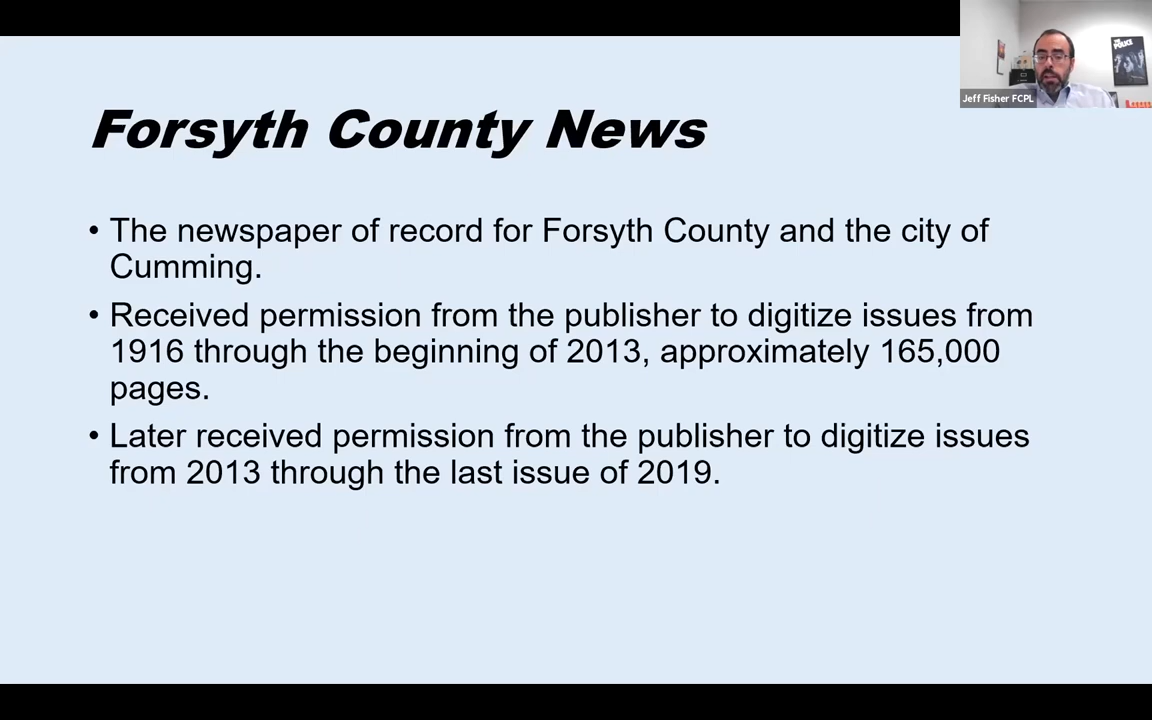 Forsyth County News
• The newspaper of record for Forsyth County and the city of
Cumming.
• Received permission from the publisher to digitize issues from
1916 through the beginning of 2013, approximately 165,000
pages.
• Later received permission from the publisher to digitize issues
from 2013 through the last issue of 2019.
THE
POLICE
Jeff Fisher FCPL